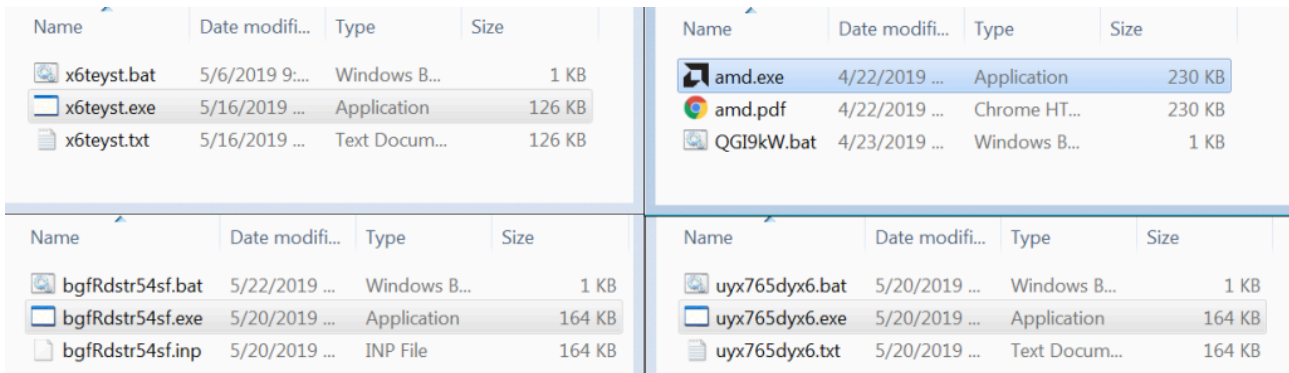 Name Date modifi... Type Size
x6teyst.bat 5/6/2019 9:... Windows B... 1 KB
x6teyst.exe 5/16/2019 ... Application 126 KB
x6teyst.txt 5/16/2019 ... Text Docum... 126 KB
Name Date modifi... Type Size
amd.exe 4/22/2019 ... Application 230 KB
amd.pdf 4/22/2019 ... Chrome HT... 230 KB
QGI9kW.bat 4/23/2019 ... Windows B... 1 KB
Name Date modifi... Type Size
bgfRdstr54sf.bat 5/22/2019 ... Windows B... 1 KB
bgfRdstr54sf.exe 5/20/2019 ... Application 164 KB
bgfRdstr54sf.inp 5/20/2019 ... INP File 164 KB
Name Date modifi... Type Size
uyx765dyx6.bat 5/20/2019 ... Windows B... 1 KB
uyx765dyx6.exe 5/20/2019 ... Application 164 KB
uyx765dyx6.txt 5/20/2019 ... Text Docum... 164 KB